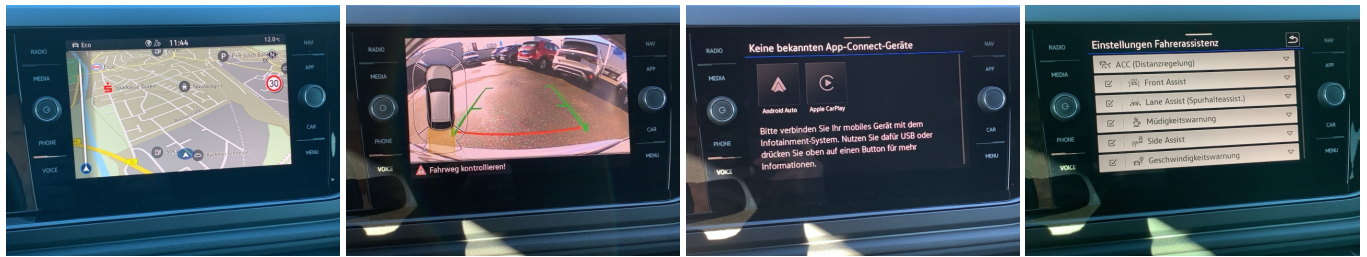 RADIO
MEDIA
PHONE
VOICE
Eco
11:44
12.0°C
30
P
N
Sparkasse Düren
NAV
APP
CAR
MENU
RADIO
MEDIA
PHONE
VOICE
Fahrweg kontrollieren!
NAV
APP
CAR
MENU
RADIO
MEDIA
PHONE
VOICE
Keine bekannten App-Connect-Geräte
Android Auto
Apple CarPlay
Bitte verbinden Sie Ihr mobiles Gerät mit dem
Infotainment-System. Nutzen Sie dafür USB oder
drücken Sie oben auf einen Button für mehr
Informationen.
NAV
APP
CAR
MENU
RADIO
MEDIA
PHONE
VOICE
Einstellungen Fahrerassistenz
ACC (Distanzregelung)
Front Assist
Lane Assist (Spurhalteassist.)
Müdigkeitswarnung
Side Assist
Geschwindigkeitswarnung
NAV
APP
CAR
MENU